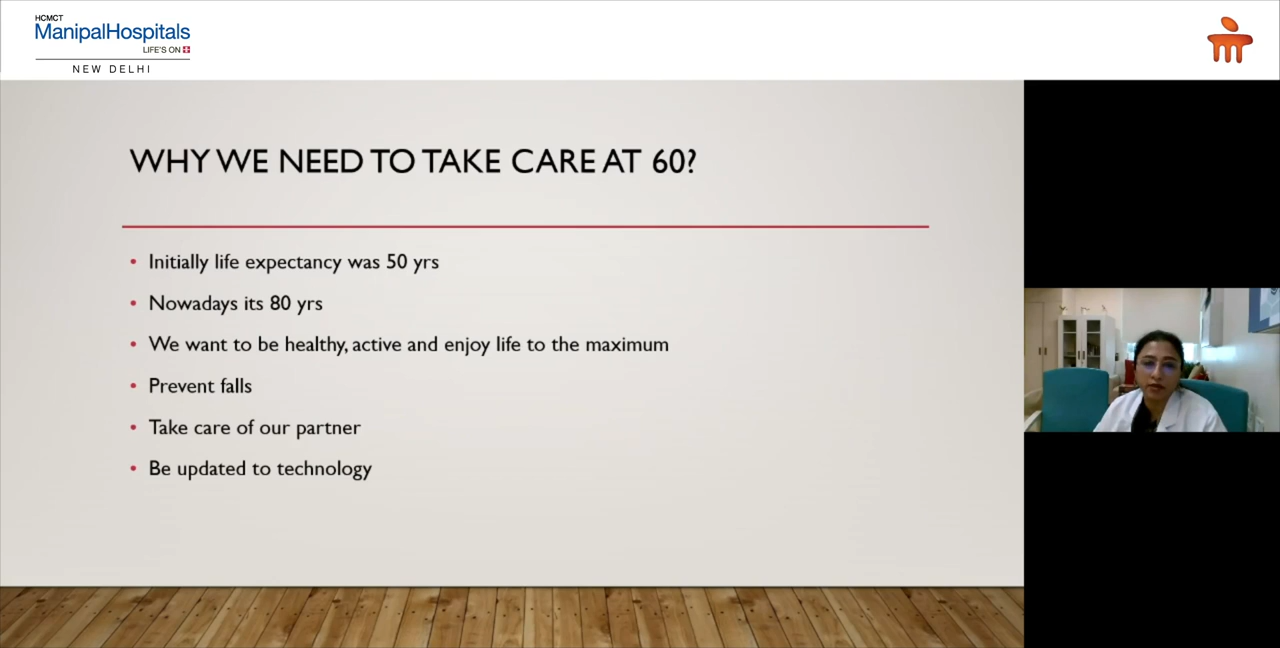 HCMCT
ManipalHospitals
LIFE'S ON
NEW DELHI
WHY WE NEED TO TAKE CARE AT 60?
• Initially life expectancy was 50 yrs
• Nowadays its 80 yrs
• We want to be healthy, active and enjoy life to the maximum
• Prevent falls
• Take care of our partner
• Be updated to technology